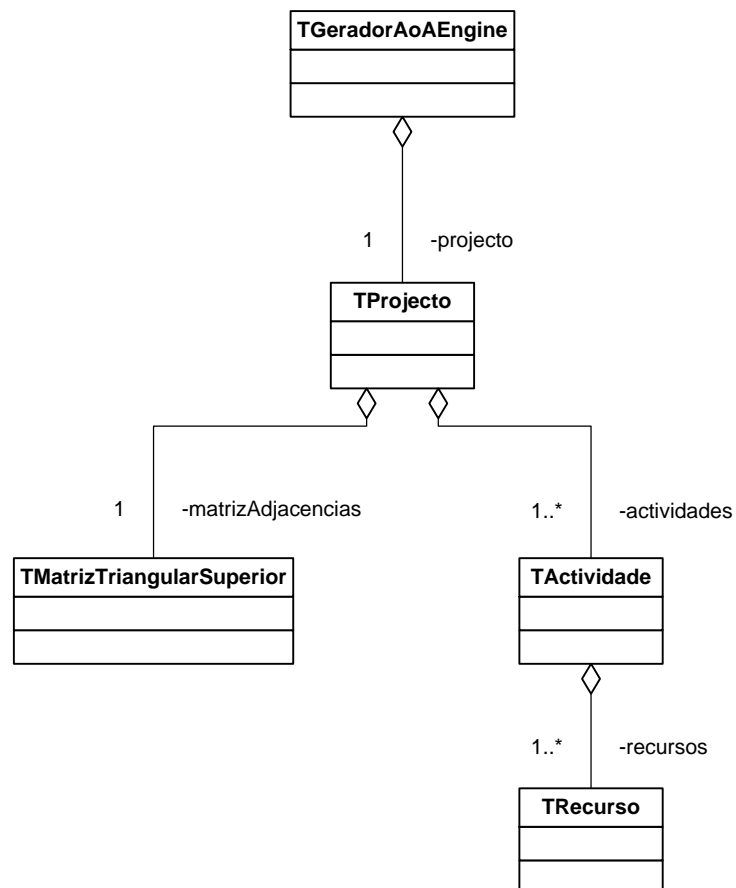 TGeradorAoAEngine
1 -projecto
TProjecto
1 -matrizAdjacencias 1..* -actividades
TMatrizTriangularSuperior TActividade
1..* -recursos
TRecurso